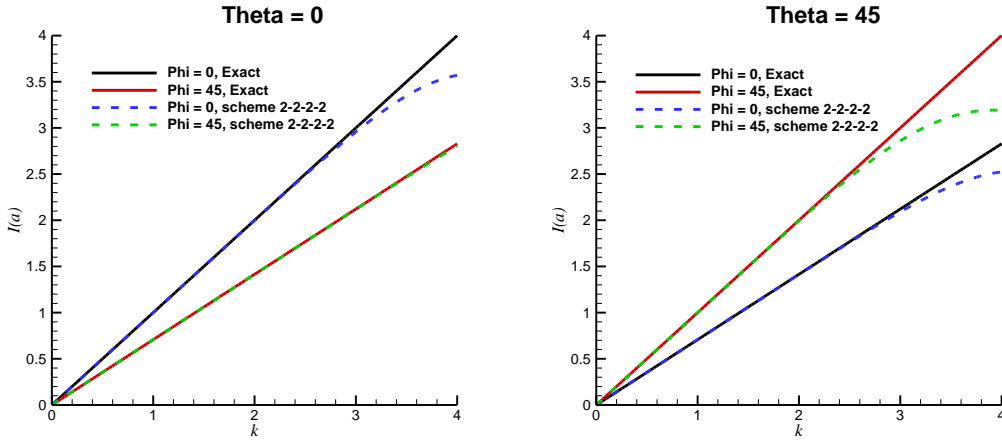 Theta = 0
4
3.5
3
2.5
2
1.5
1
0.5
0
I(a)
Phi = 0, Exact
Phi = 45, Exact
Phi = 0, scheme 2-2-2-2
Phi = 45, scheme 2-2-2-2
0 1 2 3 4
k
Theta = 45
4
3.5
3
2.5
2
1.5
1
0.5
0
I(a)
Phi = 0, Exact
Phi = 45, Exact
Phi = 0, scheme 2-2-2-2
Phi = 45, scheme 2-2-2-2
0 1 2 3 4
k